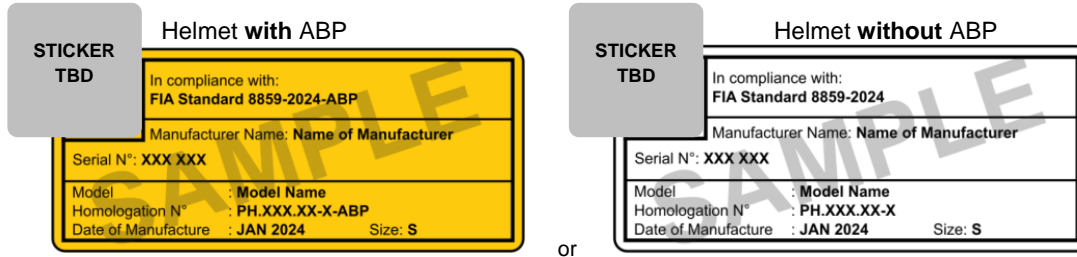 Helmet with ABP
STICKER
TBD
In compliance with:
FIA Standard 8859-2024-ABP
Manufacturer Name: Name of Manufacturer
Serial N°: XXX XXX
Model : Model Name
Homologation N° : PH.XXX.XX-X-ABP
Date of Manufacture : JAN 2024 Size: S
SAMPLE
or
Helmet without ABP
STICKER
TBD
In compliance with:
FIA Standard 8859-2024
Manufacturer Name: Name of Manufacturer
Serial N°: XXX XXX
Model : Model Name
Homologation N° : PH.XXX.XX-X
Date of Manufacture : JAN 2024 Size: S
SAMPLE